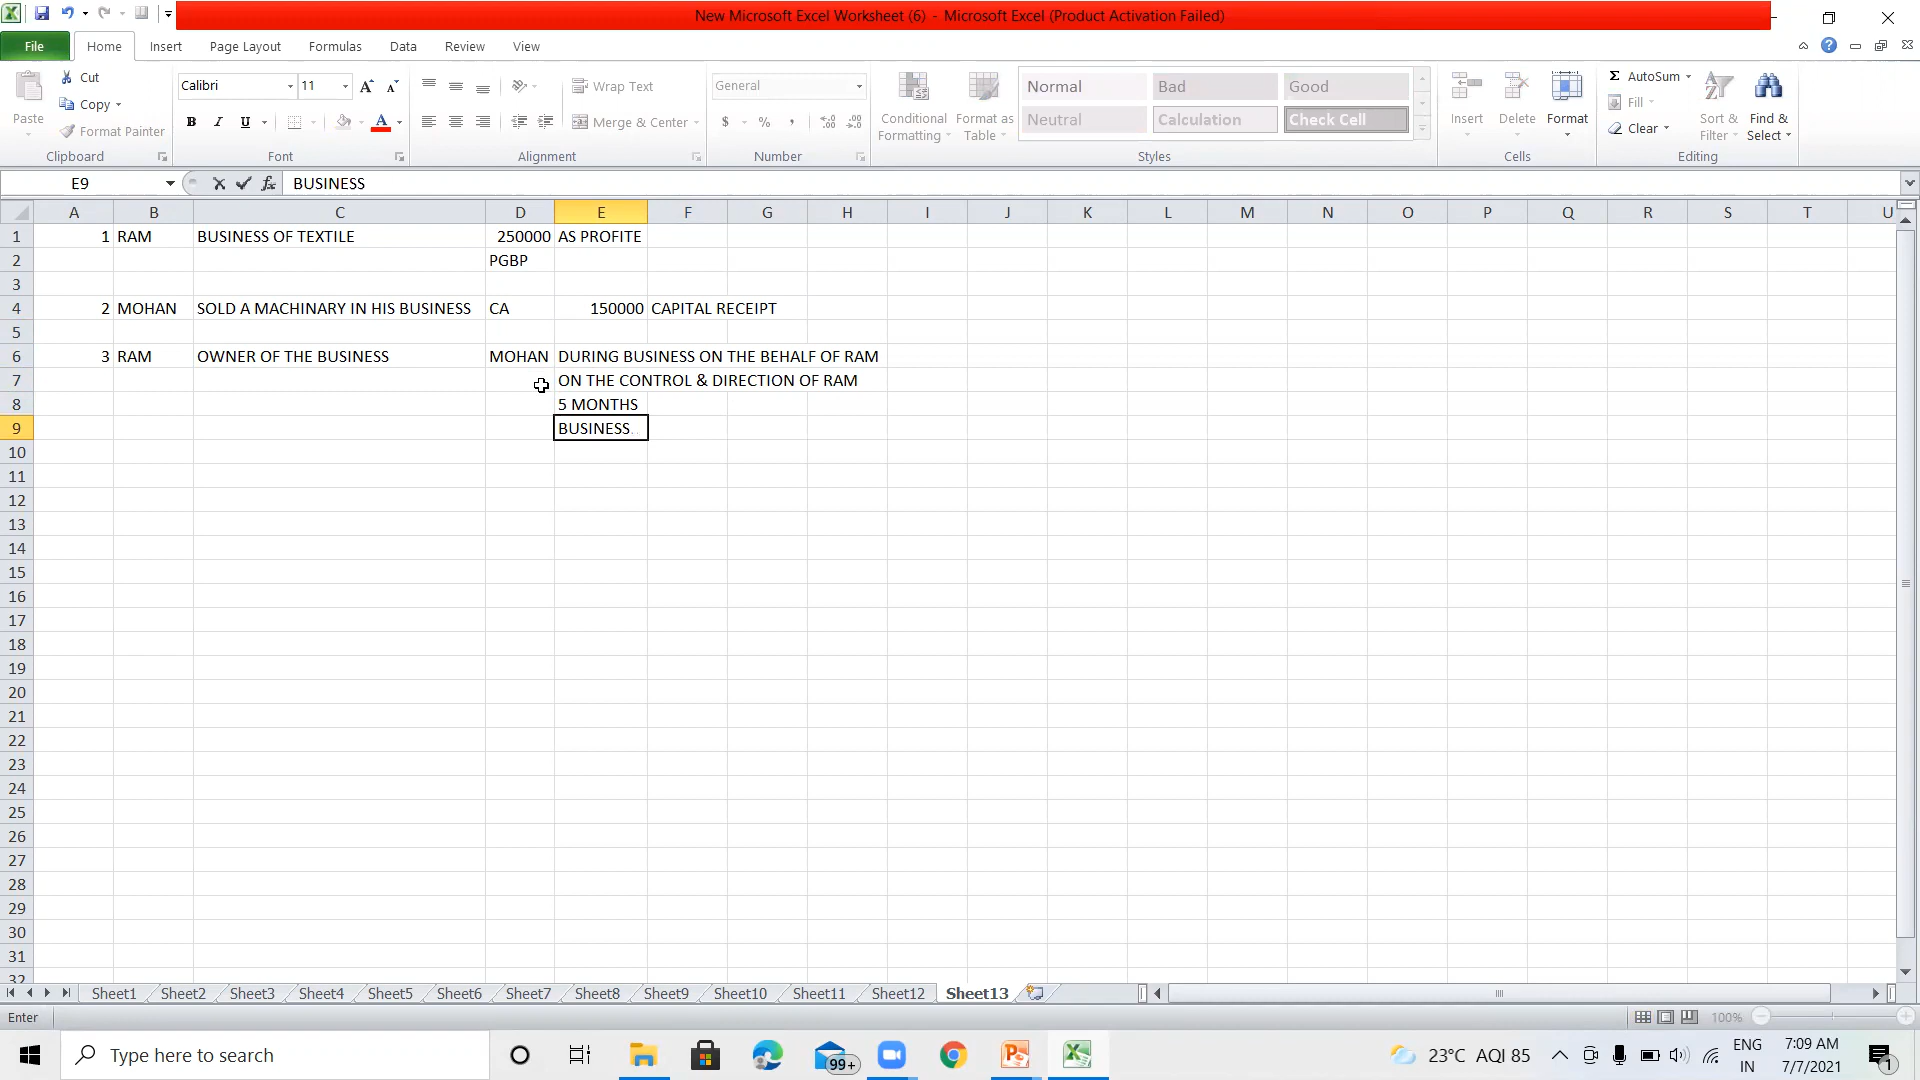 New Microsoft Excel Worksheet (6) - Microsoft Excel (Product Activation Failed)
File Home Insert Page Layout Formulas Data Review View
Paste Cut Copy Format Painter Clipboard
Calibri 11 A A B I U A Font
Wrap Text Merge & Center Alignment
General $ % , Number
Conditional Formatting Format as Table
Normal Bad Good
Neutral Calculation Check Cell
Styles
Insert Delete Format Cells
Σ AutoSum Fill Clear Sort & Filter Find & Select Editing
E9 fx BUSINESS
A B C D E F G H I J K L M N O P Q R S T U
1 1 RAM BUSINESS OF TEXTILE 250000 AS PROFITE
2 PGBP
3
4 2 MOHAN SOLD A MACHINARY IN HIS BUSINESS CA 150000 CAPITAL RECEIPT
5
6 3 RAM OWNER OF THE BUSINESS MOHAN DURING BUSINESS ON THE BEHALF OF RAM
7 ON THE CONTROL & DIRECTION OF RAM
8 5 MONTHS
9 BUSINESS
10
11
12
13
14
15
16
17
18
19
20
21
22
23
24
25
26
27
28
29
30
31
32
Sheet1 Sheet2 Sheet3 Sheet4 Sheet5 Sheet6 Sheet7 Sheet8 Sheet9 Sheet10 Sheet11 Sheet12 Sheet13
Enter 100%
Type here to search 99+ 23°C AQI 85 ENG IN 7:09 AM 7/7/2021 1